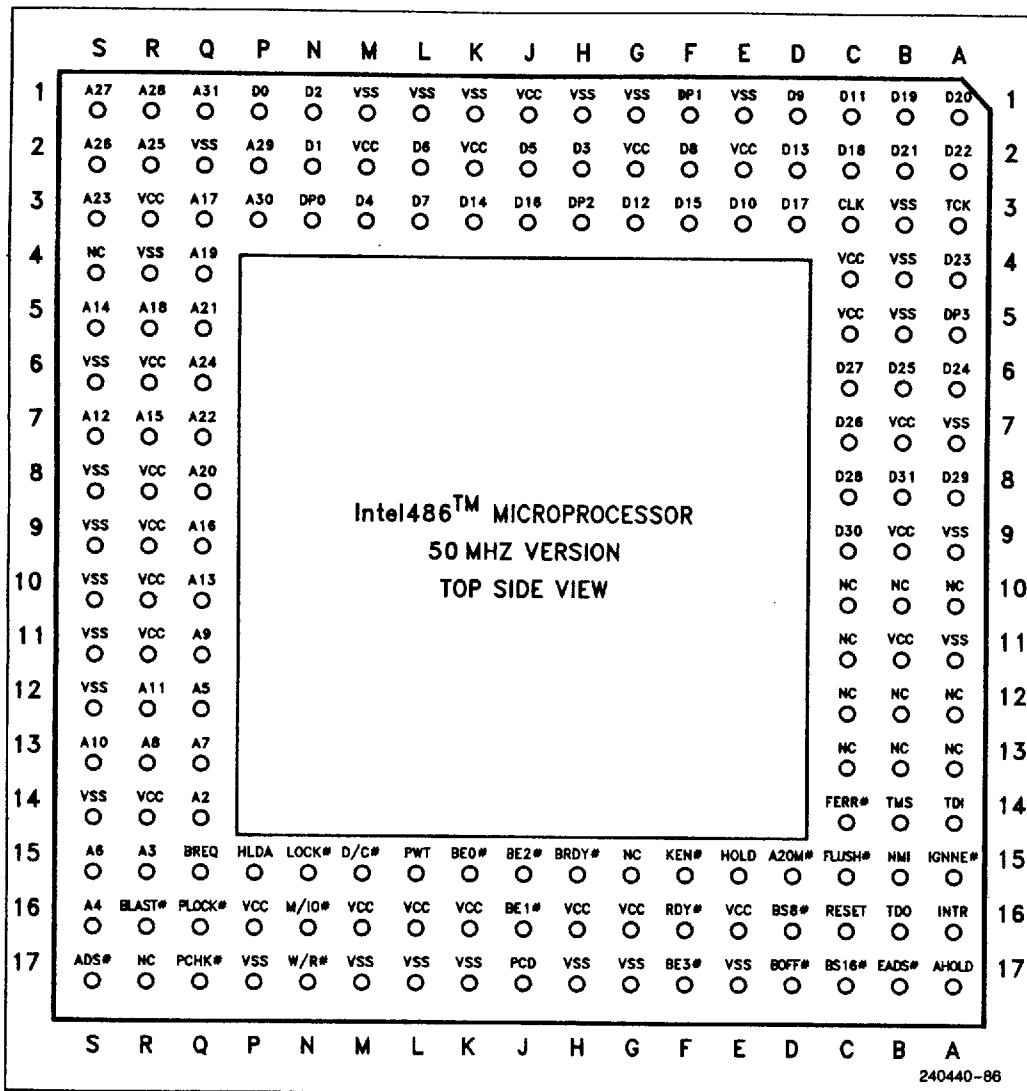 S R Q P N M L K J H G F E D C B A
1 A27 A28 A31 D0 D2 VSS VSS VSS VCC VSS VSS DP1 VSS D9 D11 D19 D20 1
2 A26 A25 VSS A29 D1 VCC D6 VCC D5 D3 VCC D8 VCC D13 D18 D21 D22 2
3 A23 VCC A17 A30 DP0 D4 D7 D14 D16 DP2 D12 D15 D10 D17 CLK VSS TCK 3
4 NC VSS A19 VCC VSS D23 4
5 A14 A18 A21 VCC VSS DP3 5
6 VSS VCC A24 D27 D25 D24 6
7 A12 A15 A22 D26 VCC VSS 7
8 VSS VCC A20 D28 D31 D29 8
9 VSS VCC A16 D30 VCC VSS 9
10 VSS VCC A13 NC NC NC 10
11 VSS VCC A9 NC VCC VSS 11
12 VSS A11 A5 NC NC NC 12
13 A10 A8 A7 NC NC NC 13
14 VSS VCC A2 FERR# TMS TDI 14
Intel486™ MICROPROCESSOR
50 MHZ VERSION
TOP SIDE VIEW
15 A6 A3 BREQ HLDA LOCK# D/C# PWT BE0# BE2# BRDY# NC KEN# HOLD A20M# FLUSH# NMI IGNNE# 15
16 A4 BLAST# PLOCK# VCC M/IO# VCC VCC VCC BE1# VCC VCC RDY# VCC BS8# RESET TDO INTR 16
17 ADS# NC PCHK# VSS W/R# VSS VSS VSS PCD VSS VSS BE3# VSS BOFF# BS16# EADS# AHOLD 17
S R Q P N M L K J H G F E D C B A
240440-86